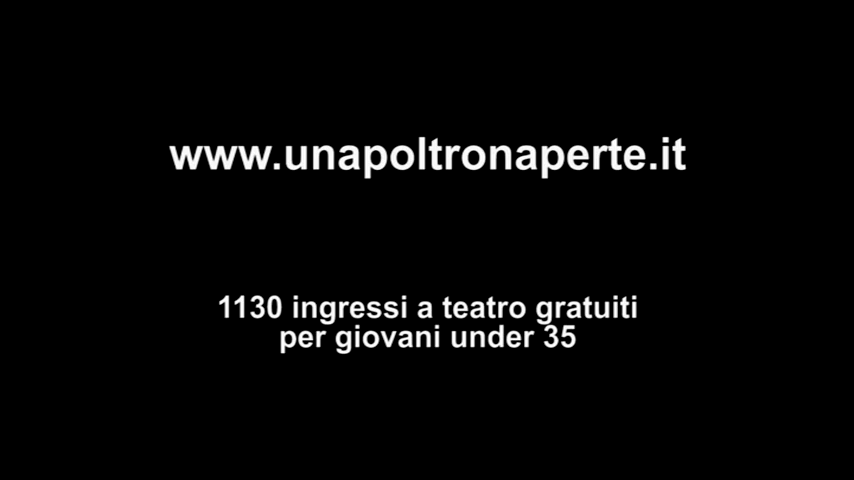 www.unapoltronaperte.it
1130 ingressi a teatro gratuiti
per giovani under 35